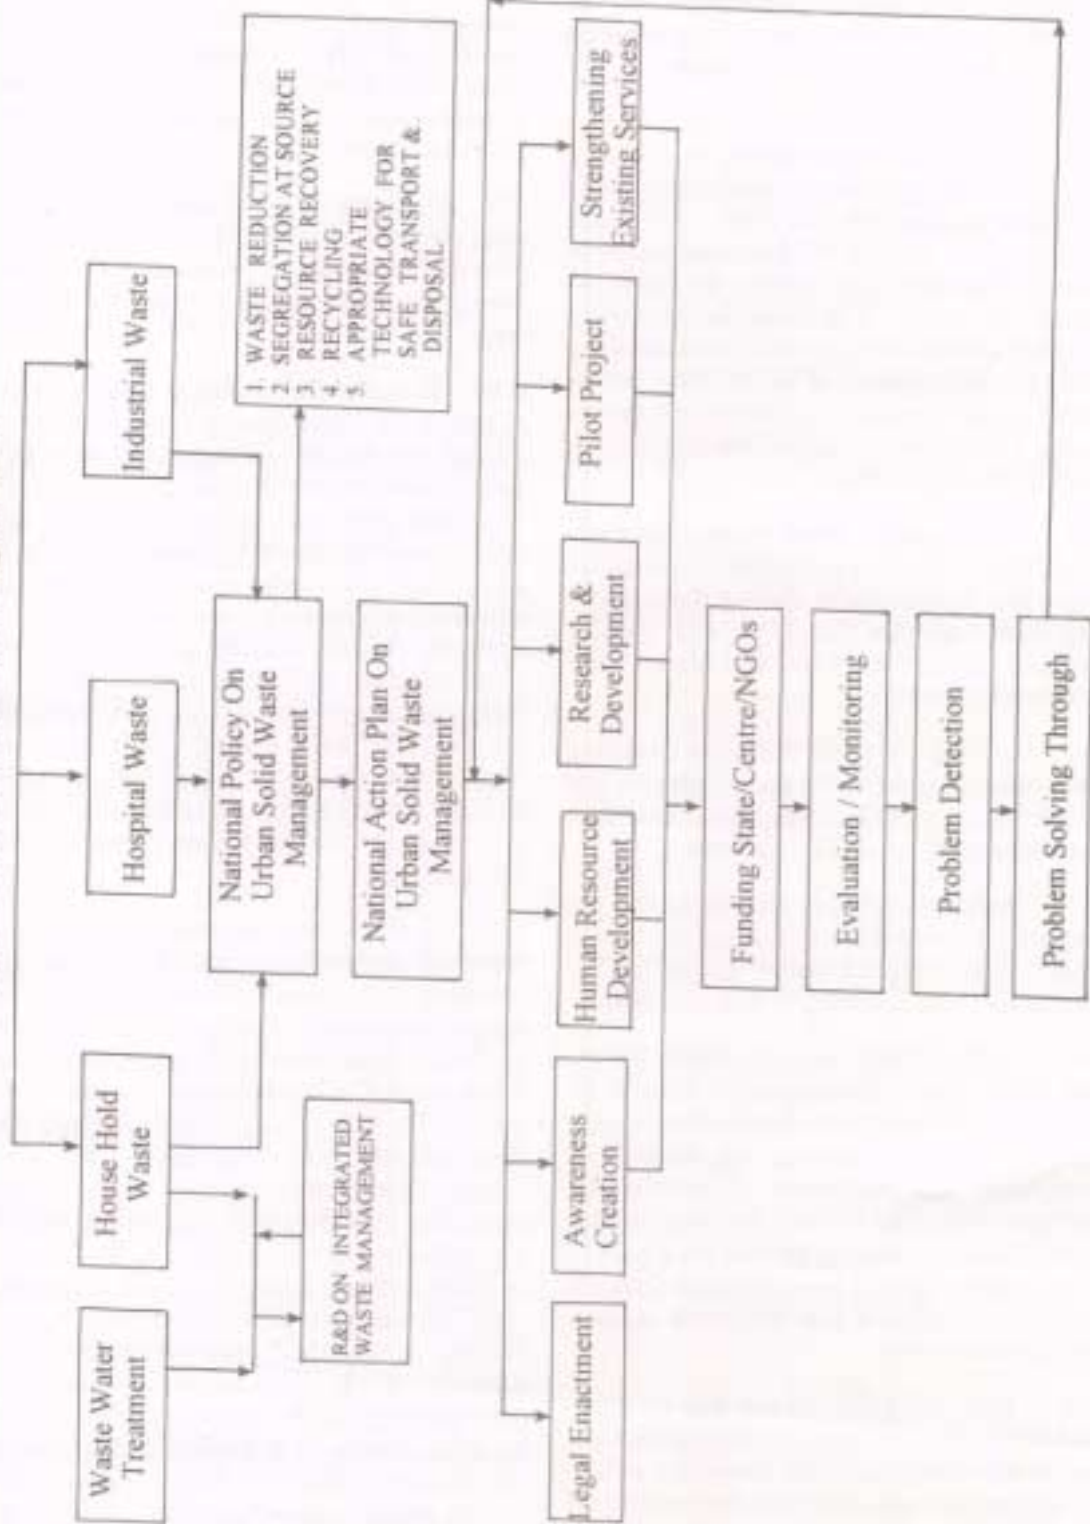 Waste Water
Treatment
House Hold
Waste
Hospital Waste
Industrial Waste
R&D ON INTEGRATED
WASTE MANAGEMENT
National Policy On
Urban Solid Waste
Management
1. WASTE REDUCTION
2. SEGREGATION AT SOURCE
3. RESOURCE RECOVERY
4. RECYCLING
5. APPROPRIATE
TECHNOLOGY FOR
SAFE TRANSPORT &
DISPOSAL
National Action Plan On
Urban Solid Waste
Management
Legal Enactment
Awareness
Creation
Human Resource
Development
Research &
Development
Pilot Project
Strengthening
Existing Services
Funding State/Centre/NGOs
Evaluation / Monitoring
Problem Detection
Problem Solving Through